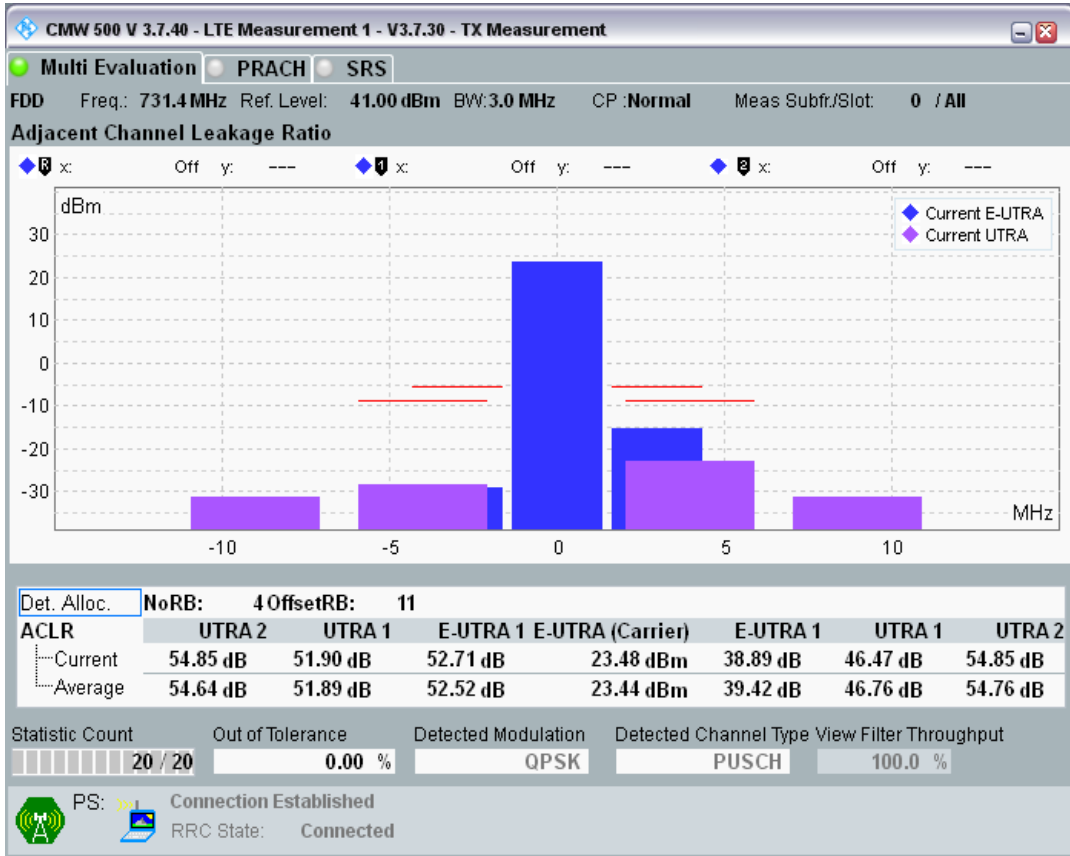 CMW 500 V 3.7.40 - LTE Measurement 1 - V3.7.30 - TX Measurement
Multi Evaluation PRACH SRS
FDD Freq.: 731.4 MHz Ref. Level: 41.00 dBm BW: 3.0 MHz CP :Normal Meas Subfr./Slot: 0 / All
Adjacent Channel Leakage Ratio
R x: Off y: --- 1 x: Off y: --- 2 x: Off y: ---
dBm
Current E-UTRA
Current UTRA
30
20
10
0
-10
-20
-30
MHz
-10 -5 0 5 10
Det. Alloc. NoRB: 4 OffsetRB: 11
ACLR UTRA 2 UTRA 1 E-UTRA 1 E-UTRA (Carrier) E-UTRA 1 UTRA 1 UTRA 2
Current 54.85 dB 51.90 dB 52.71 dB 23.48 dBm 38.89 dB 46.47 dB 54.85 dB
Average 54.64 dB 51.89 dB 52.52 dB 23.44 dBm 39.42 dB 46.76 dB 54.76 dB
Statistic Count Out of Tolerance Detected Modulation Detected Channel Type View Filter Throughput
20 / 20 0.00 % QPSK PUSCH 100.0 %
PS: Connection Established
RRC State: Connected